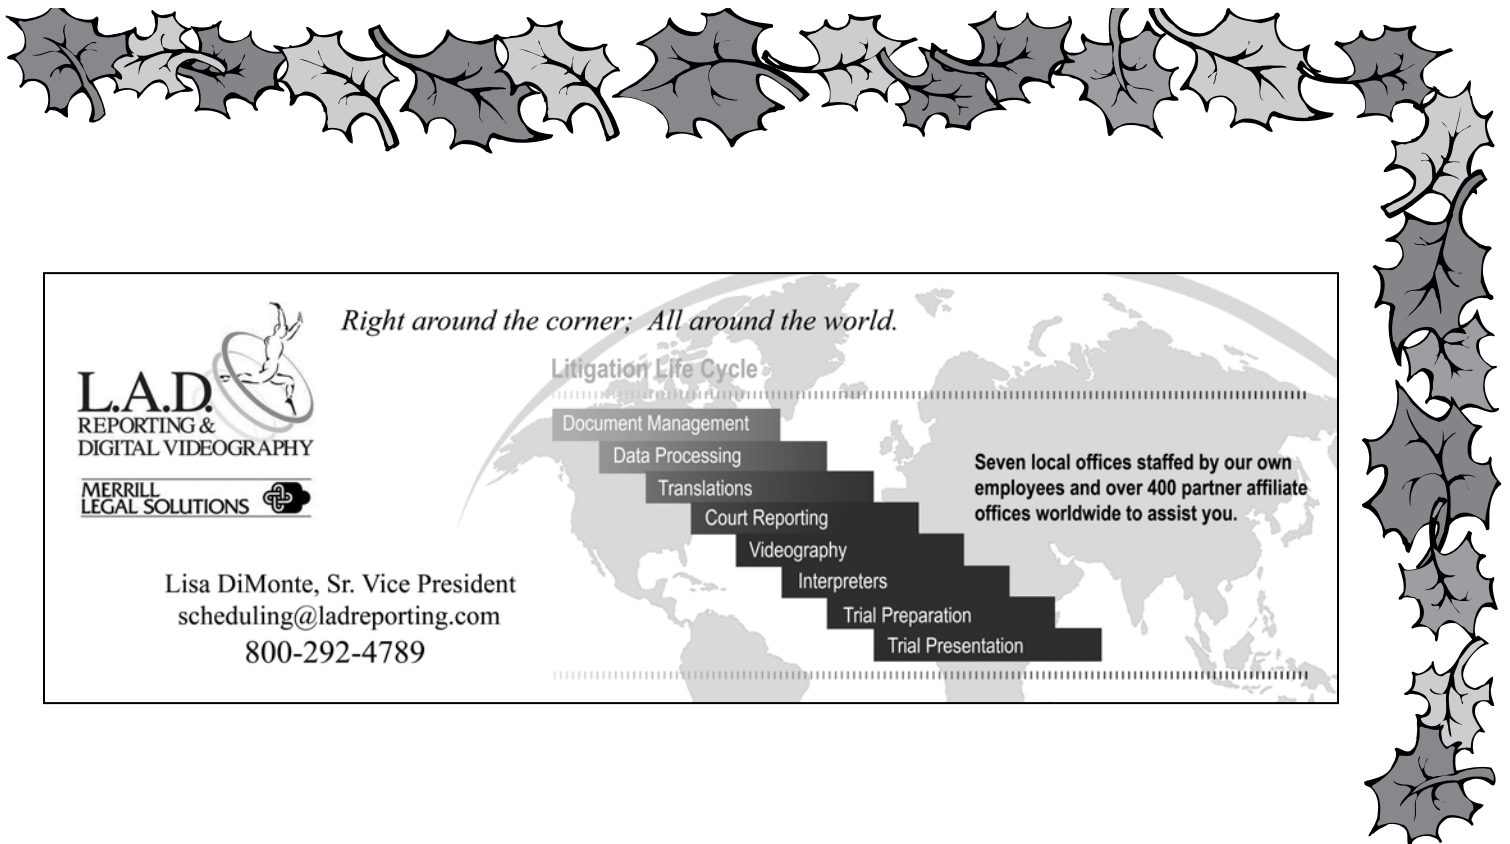 Right around the corner;  All around the world.
L.A.D.
REPORTING &
DIGITAL VIDEOGRAPHY
MERRILL
LEGAL SOLUTIONS
Lisa DiMonte, Sr. Vice President
scheduling@ladreporting.com
800-292-4789
Litigation Life Cycle
Document Management
Data Processing
Translations
Court Reporting
Videography
Interpreters
Trial Preparation
Trial Presentation
Seven local offices staffed by our own
employees and over 400 partner affiliate
offices worldwide to assist you.